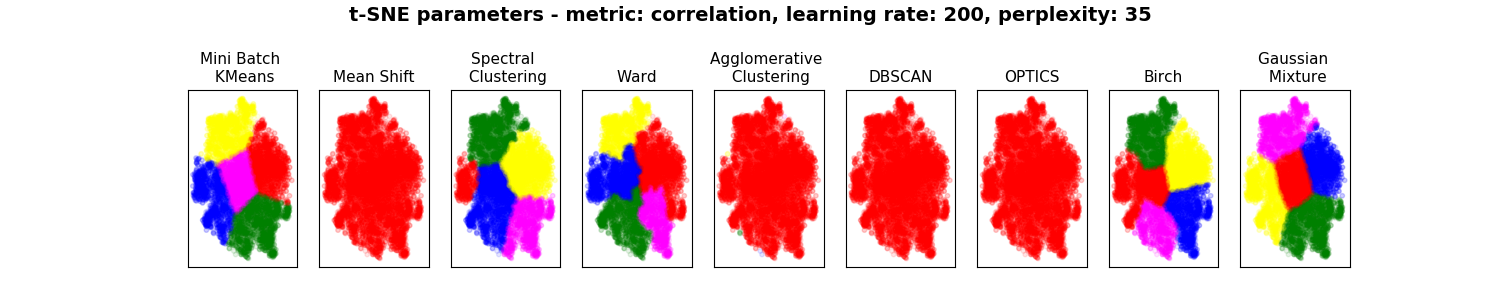 t-SNE parameters - metric: correlation, learning rate: 200, perplexity: 35
Mini Batch
KMeans
Mean Shift
Spectral
Clustering
Ward
Agglomerative
Clustering
DBSCAN
OPTICS
Birch
Gaussian
Mixture